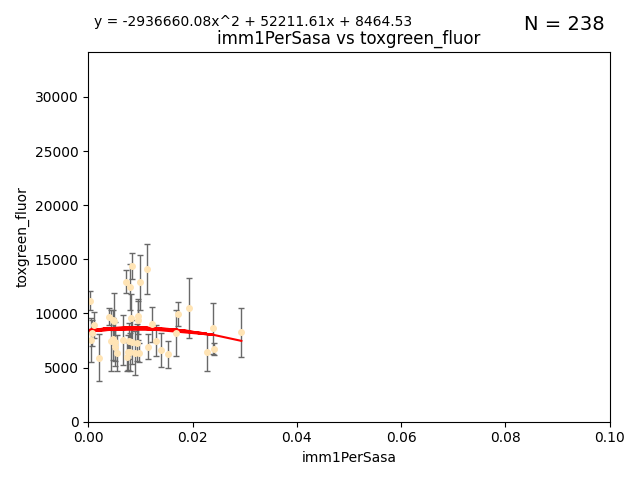 y = -2936660.08x^2 + 52211.61x + 8464.53
N = 238
imm1PerSasa vs toxgreen_fluor
30000
25000
20000
15000
10000
5000
0
toxgreen_fluor
0.00 0.02 0.04 0.06 0.08 0.10
imm1PerSasa